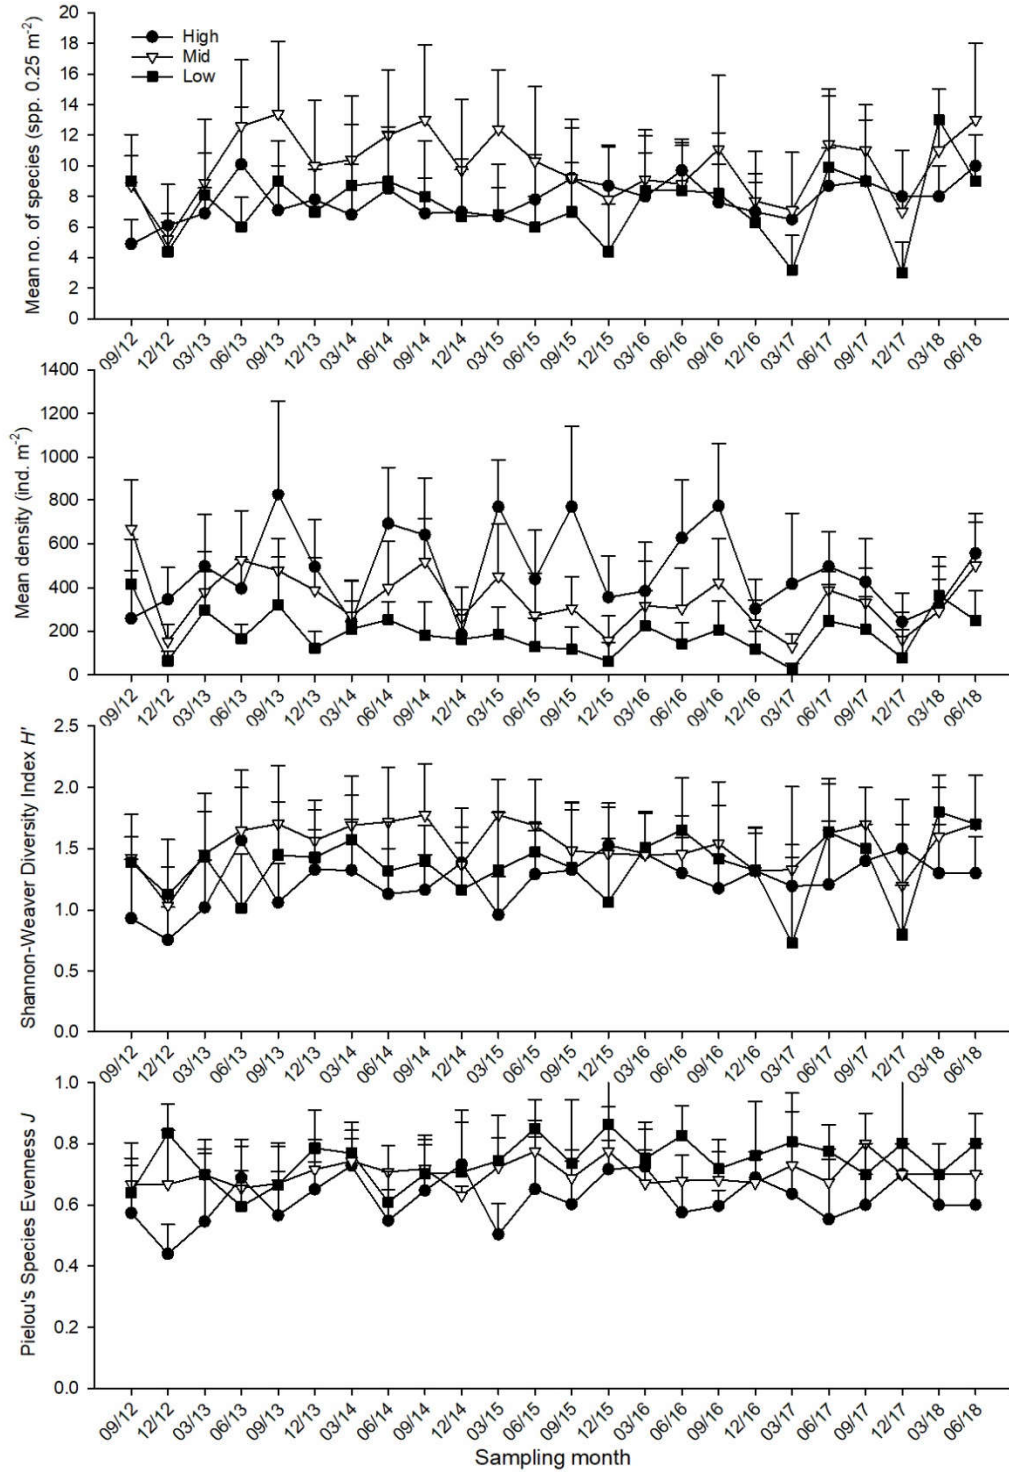 Mean no. of species (spp. 0.25 m-2)
20
18
16
14
12
10
8
6
4
2
0
High
Mid
Low
09/12 12/12 03/13 06/13 09/13 12/13 03/14 06/14 09/14 12/14 03/15 06/15 09/15 12/15 03/16 06/16 09/16 12/16 03/17 06/17 09/17 12/17 03/18 06/18
Mean density (ind. m-2)
1400
1200
1000
800
600
400
200
0
09/12 12/12 03/13 06/13 09/13 12/13 03/14 06/14 09/14 12/14 03/15 06/15 09/15 12/15 03/16 06/16 09/16 12/16 03/17 06/17 09/17 12/17 03/18 06/18
Shannon-Weaver Diversity Index H'
2.5
2.0
1.5
1.0
0.5
0.0
09/12 12/12 03/13 06/13 09/13 12/13 03/14 06/14 09/14 12/14 03/15 06/15 09/15 12/15 03/16 06/16 09/16 12/16 03/17 06/17 09/17 12/17 03/18 06/18
Pielou's Species Evenness J
1.0
0.8
0.6
0.4
0.2
0.0
09/12 12/12 03/13 06/13 09/13 12/13 03/14 06/14 09/14 12/14 03/15 06/15 09/15 12/15 03/16 06/16 09/16 12/16 03/17 06/17 09/17 12/17 03/18 06/18
Sampling month